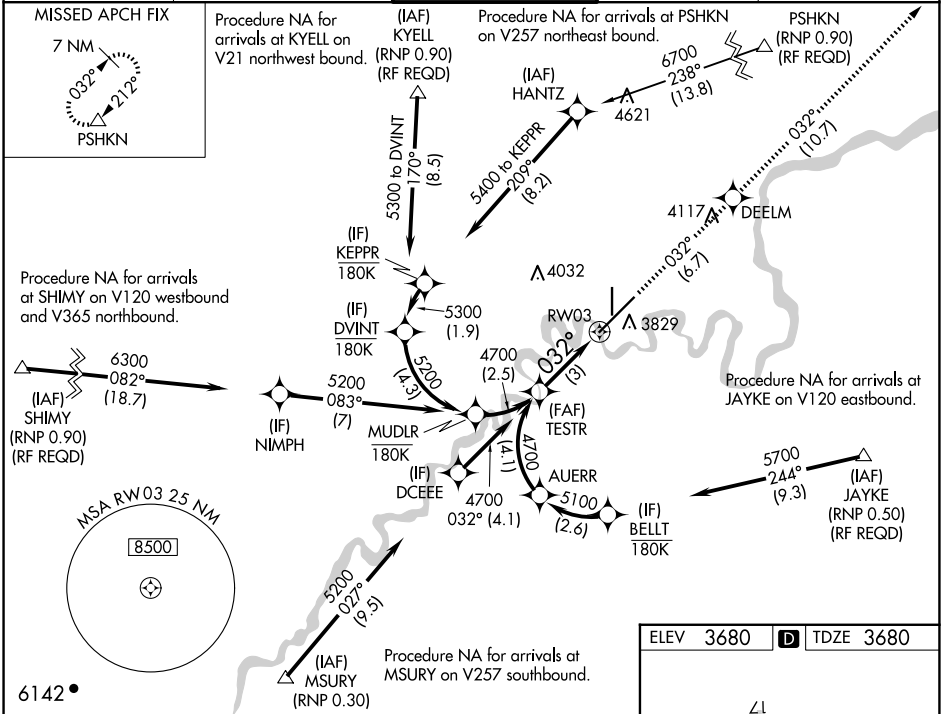 MISSED APCH FIX
7 NM
032°
212°
PSHKN
Procedure NA for
arrivals at KYELL on
V21 northwest bound.
(IAF)
KYELL
(RNP 0.90)
(RF REQD)
Procedure NA for arrivals at PSHKN
on V257 northeast bound.
PSHKN
(RNP 0.90)
(RF REQD)
6700
238°
(13.8)
(IAF)
HANTZ
4621
5300 to DVINT
170°
(8.5)
5400 to KEPPR
209°
(8.2)
032°
(10.7)
4117
DEELM
032°
(6.7)
(IF)
KEPPR
180K
4032
Procedure NA for arrivals
at SHIMY on V120 westbound
and V365 northbound.
(IF)
DVINT
180K
5300
(1.9)
RW03
3829
6300
082°
(18.7)
(IAF)
SHIMY
(RNP 0.90)
(RF REQD)
5200
(4.3)
4700
(2.5)
032°
(3)
5200
083°
(7)
(IF)
NIMPH
MUDLR
180K
(FAF)
TESTR
Procedure NA for arrivals at
JAYKE on V120 eastbound.
(IF)
DCEEE
4700
032° (4.1)
4700
(4.1)
AUERR
5100
(2.6)
(IF)
BELLT
180K
5700
244°
(9.3)
(IAF)
JAYKE
(RNP 0.50)
(RF REQD)
MSA RW03 25 NM
8500
5200
027°
(9.5)
(IAF)
MSURY
(RNP 0.30)
Procedure NA for arrivals at
MSURY on V257 southbound.
6142
ELEV 3680 D TDZE 3680
17